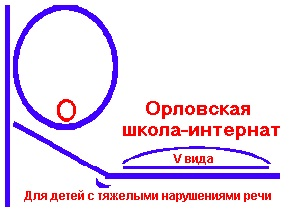 О
Орловская
школа-интернат
V вида
Для детей с тяжелыми нарушениями речи